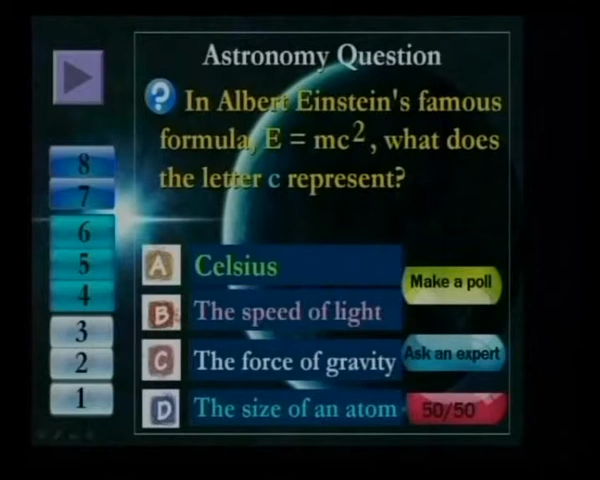 Astronomy Question
? In Albert Einstein's famous
formula, E = mc², what does
the letter c represent?
8
7
6
5
4
3
2
1
A Celsius
B The speed of light
C The force of gravity
D The size of an atom
Make a poll
Ask an expert
50/50